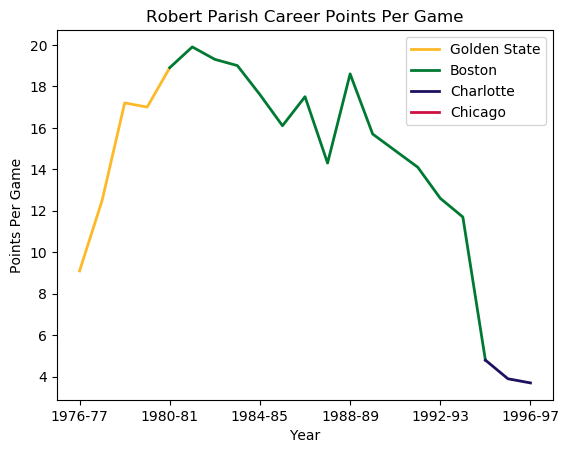 Robert Parish Career Points Per Game
Golden State
Boston
Charlotte
Chicago
Points Per Game
20
18
16
14
12
10
8
6
4
1976-77
1980-81
1984-85
1988-89
1992-93
1996-97
Year